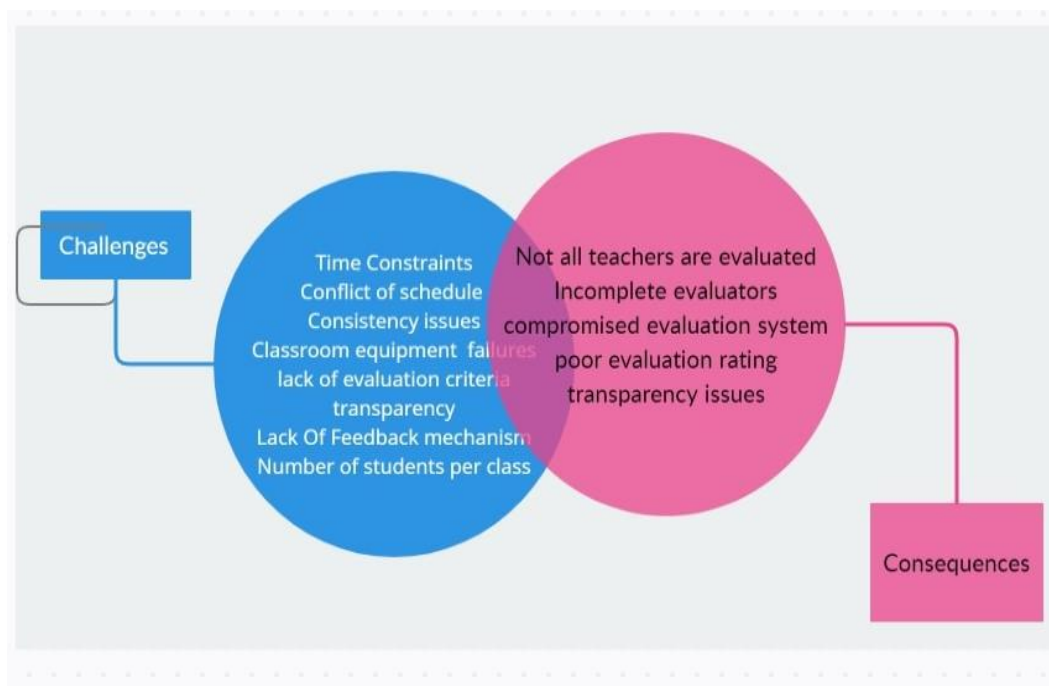 Challenges
Time Constraints
Conflict of schedule
Consistency issues
Classroom equipment failures
lack of evaluation criteria
transparency
Lack Of Feedback mechanism
Number of students per class
Not all teachers are evaluated
Incomplete evaluators
compromised evaluation system
poor evaluation rating
transparency issues
Consequences